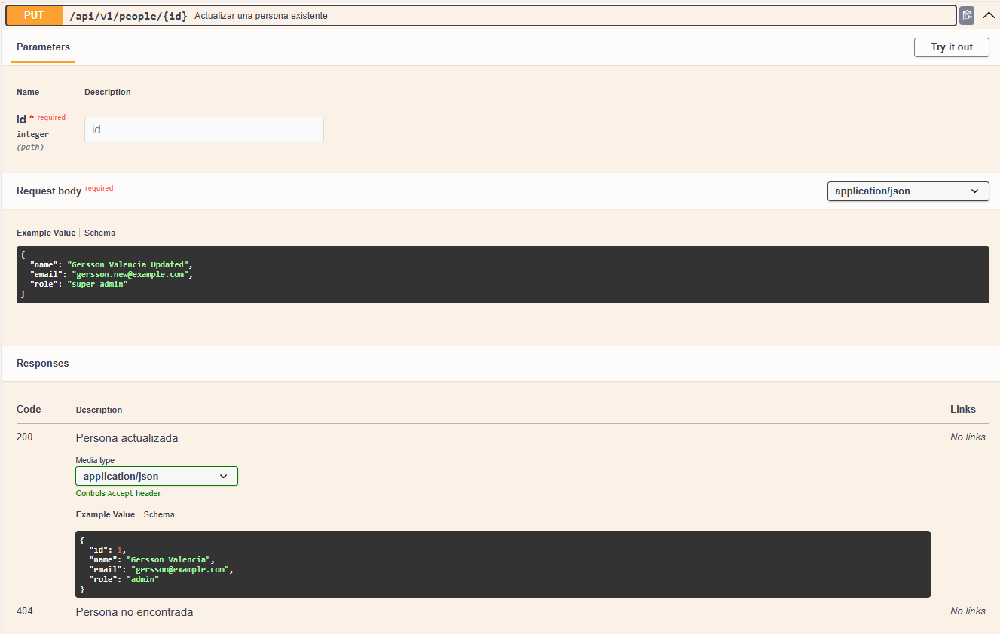 PUT /api/v1/people/{id} Actualizar una persona existente
Parameters Try it out
Name Description
id * required
integer
(path)
id
Request body required application/json
Example Value Schema
{
  "name": "Gersson Valencia Updated",
  "email": "gersson.new@example.com",
  "role": "super-admin"
}
Responses
Code Description Links
200 Persona actualizada No links
Media type
application/json
Controls Accept header.
Example Value Schema
{
  "id": 1,
  "name": "Gersson Valencia",
  "email": "gersson@example.com",
  "role": "admin"
}
404 Persona no encontrada No links